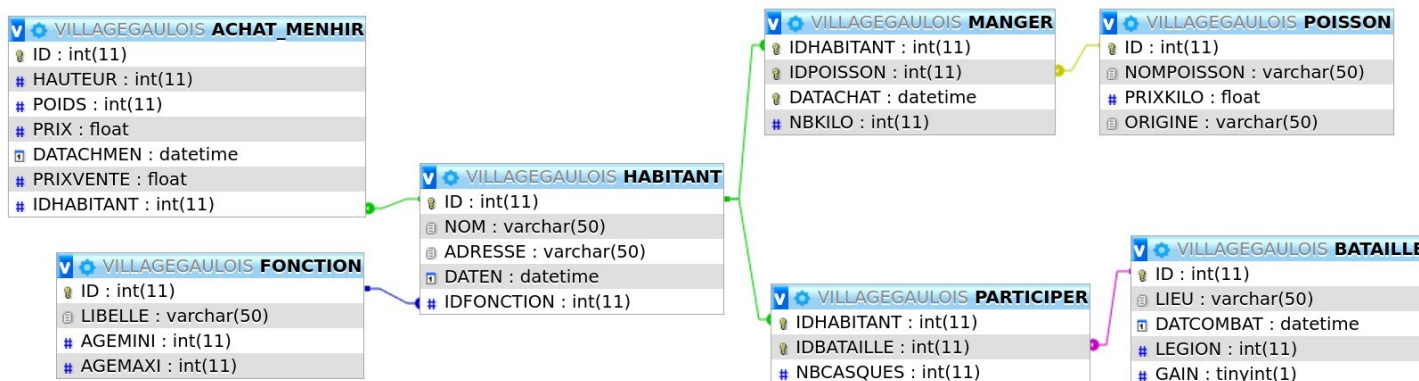 VILLAGEGAULOIS ACHAT_MENHIR
ID : int(11)
HAUTEUR : int(11)
POIDS : int(11)
PRIX : float
DATACHMEN : datetime
PRIXVENTE : float
IDHABITANT : int(11)
VILLAGEGAULOIS FONCTION
ID : int(11)
LIBELLE : varchar(50)
AGEMINI : int(11)
AGEMAXI : int(11)
VILLAGEGAULOIS HABITANT
ID : int(11)
NOM : varchar(50)
ADRESSE : varchar(50)
DATEN : datetime
IDFONCTION : int(11)
VILLAGEGAULOIS MANGER
IDHABITANT : int(11)
IDPOISSON : int(11)
DATACHAT : datetime
NBKILO : int(11)
VILLAGEGAULOIS POISSON
ID : int(11)
NOMPOISSON : varchar(50)
PRIXKILO : float
ORIGINE : varchar(50)
VILLAGEGAULOIS PARTICIPER
IDHABITANT : int(11)
IDBATAILLE : int(11)
NBCASQUES : int(11)
VILLAGEGAULOIS BATAILLE
ID : int(11)
LIEU : varchar(50)
DATCOMBAT : datetime
LEGION : int(11)
GAIN : tinyint(1)